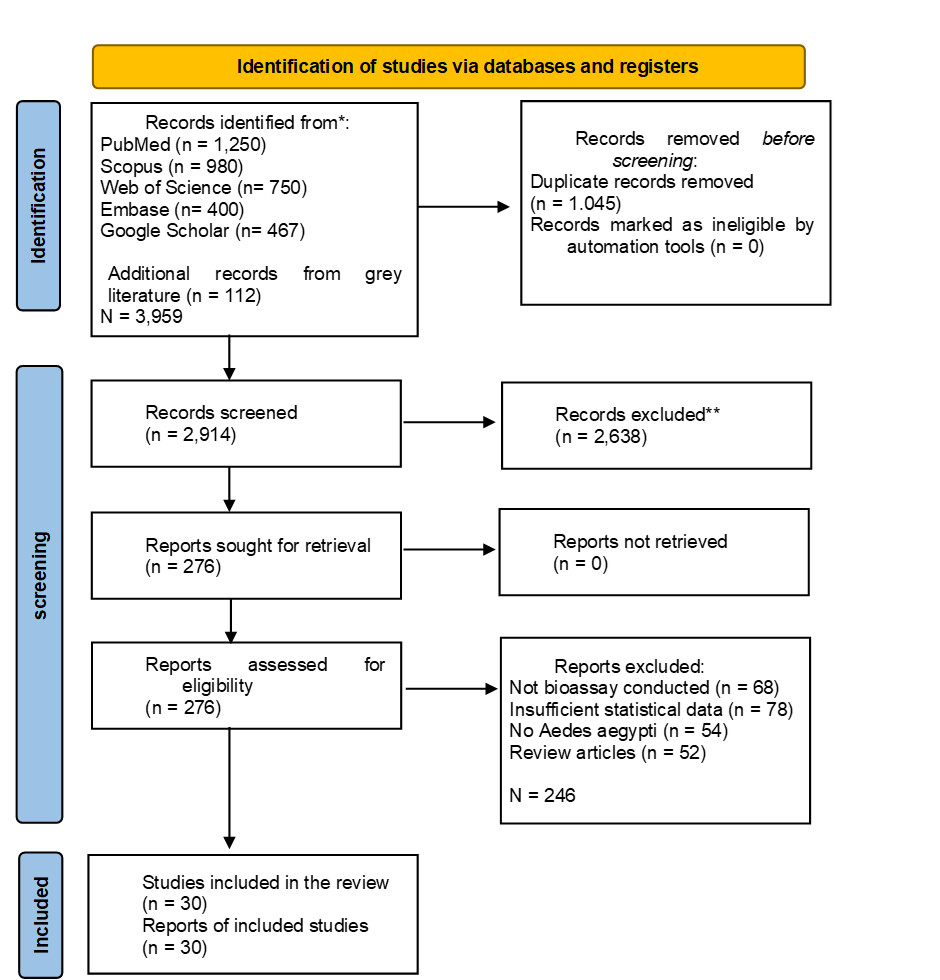 Identification of studies via databases and registers
Identification
Records identified from*:
PubMed (n = 1,250)
Scopus (n = 980)
Web of Science (n= 750)
Embase (n= 400)
Google Scholar (n= 467)
Additional records from grey
literature (n = 112)
N = 3,959
Records removed before
screening:
Duplicate records removed
(n = 1.045)
Records marked as ineligible by
automation tools (n = 0)
screening
Records screened
(n = 2,914)
Records excluded**
(n = 2,638)
Reports sought for retrieval
(n = 276)
Reports not retrieved
(n = 0)
Reports assessed for
eligibility
(n = 276)
Reports excluded:
Not bioassay conducted (n = 68)
Insufficient statistical data (n = 78)
No Aedes aegypti (n = 54)
Review articles (n = 52)
N = 246
Included
Studies included in the review
(n = 30)
Reports of included studies
(n = 30)